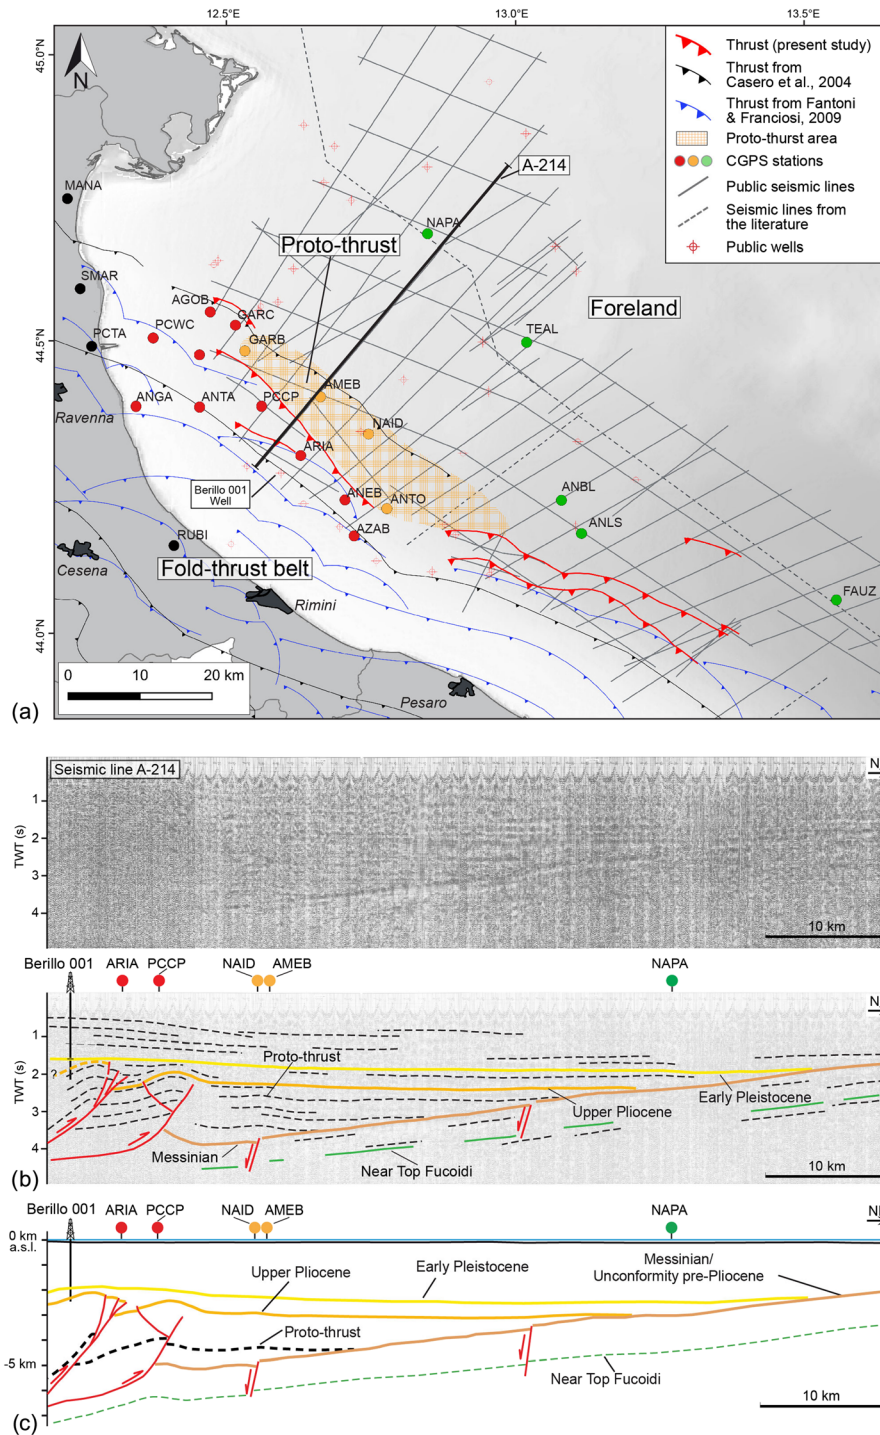 12.5°E
13.0°E
13.5°E
45.0°N
44.5°N
44.0°N
N
Thrust (present study)
Thrust from
Casero et al., 2004
Thrust from Fantoni
& Franciosi, 2009
Proto-thurst area
CGPS stations
Public seismic lines
Seismic lines from
the literature
Public wells
A-214
MANA
NAPA
Proto-thrust
SMAR
AGOB
GARC
Foreland
PCTA
PCWC
GARB
TEAL
AMEB
ANGA
ANTA
PCCP
Ravenna
NAID
ARIA
Berillo 001
Well
ANEB
ANTO
ANBL
AZAB
ANLS
RUBI
Cesena
Fold-thrust belt
Rimini
FAUZ
0
10
20 km
Pesaro
(a)
Seismic line A-214
N
TWT (s)
1
2
3
4
10 km
Berillo 001
ARIA
PCCP
NAID
AMEB
NAPA
N
TWT (s)
1
?
2
3
4
Proto-thrust
Early Pleistocene
Upper Pliocene
Messinian
Near Top Fucoidi
10 km
(b)
Berillo 001
ARIA
PCCP
NAID
AMEB
NAPA
0 km
a.s.l.
Messinian/
Unconformity pre-Pliocene
Upper Pliocene
Early Pleistocene
Proto-thrust
-5 km
Near Top Fucoidi
10 km
(c)